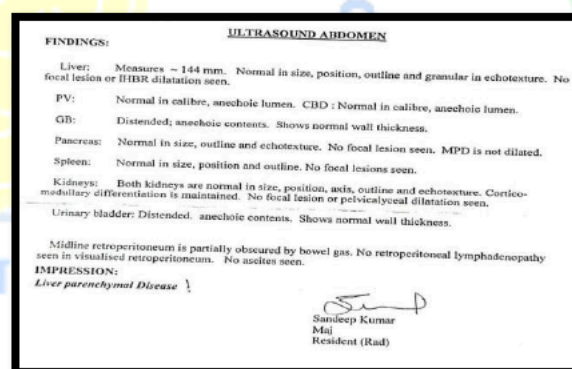 ULTRASOUND ABDOMEN
FINDINGS:
Liver: Measures ~ 144 mm. Normal in size, position, outline and granular in echotexture. No
focal lesion or IHBR dilatation seen.
PV: Normal in calibre, anechoic lumen. CBD : Normal in calibre, anechoic lumen.
GB: Distended; anechoic contents. Shows normal wall thickness.
Pancreas: Normal in size, outline and echotexture. No focal lesion seen. MPD is not dilated.
Spleen: Normal in size, position and outline. No focal lesions seen.
Kidneys: Both kidneys are normal in size, position, axis, outline and echotexture. Cortico-
medullary differentiation is maintained. No focal lesion or pelvicalyceal dilatation seen.
Urinary bladder: Distended. anechoic contents. Shows normal wall thickness.
Midline retroperitoneum is partially obscured by bowel gas. No retroperitoneal lymphadenopathy
seen in visualised retroperitoneum. No ascites seen.
IMPRESSION:
Liver parenchymal Disease !
Sandeep Kumar
Maj
Resident (Rad)